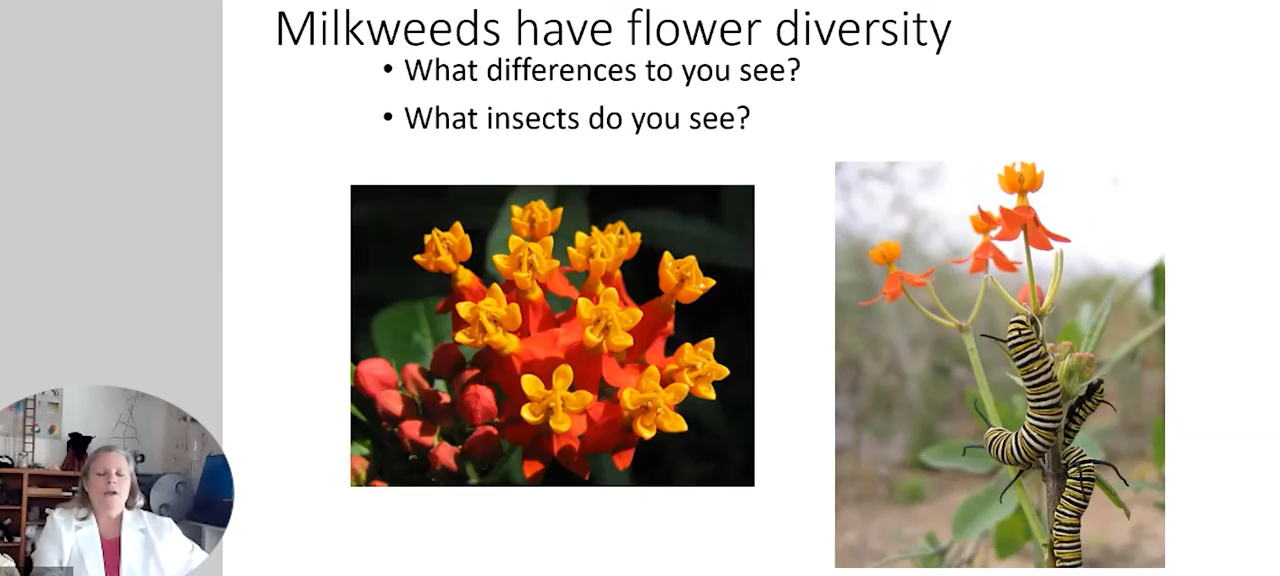 Milkweeds have flower diversity
• What differences to you see?
• What insects do you see?